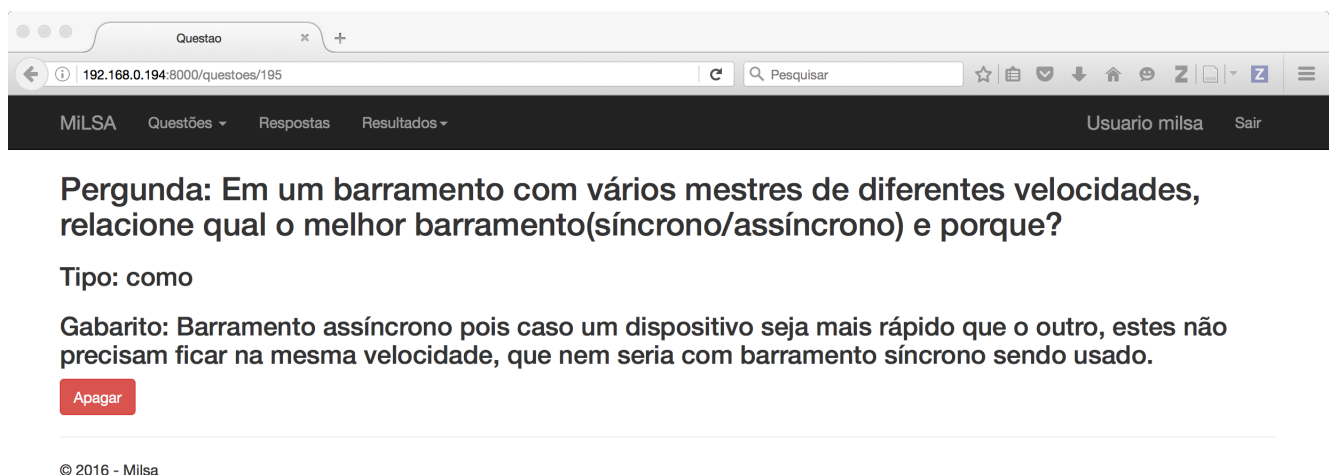 Questao × +
192.168.0.194:8000/questoes/195 Pesquisar
MiLSA Questões Respostas Resultados Usuario milsa Sair
Pergunda: Em um barramento com vários mestres de diferentes velocidades,
relacione qual o melhor barramento(síncrono/assíncrono) e porque?
Tipo: como
Gabarito: Barramento assíncrono pois caso um dispositivo seja mais rápido que o outro, estes não
precisam ficar na mesma velocidade, que nem seria com barramento síncrono sendo usado.
Apagar
© 2016 - Milsa